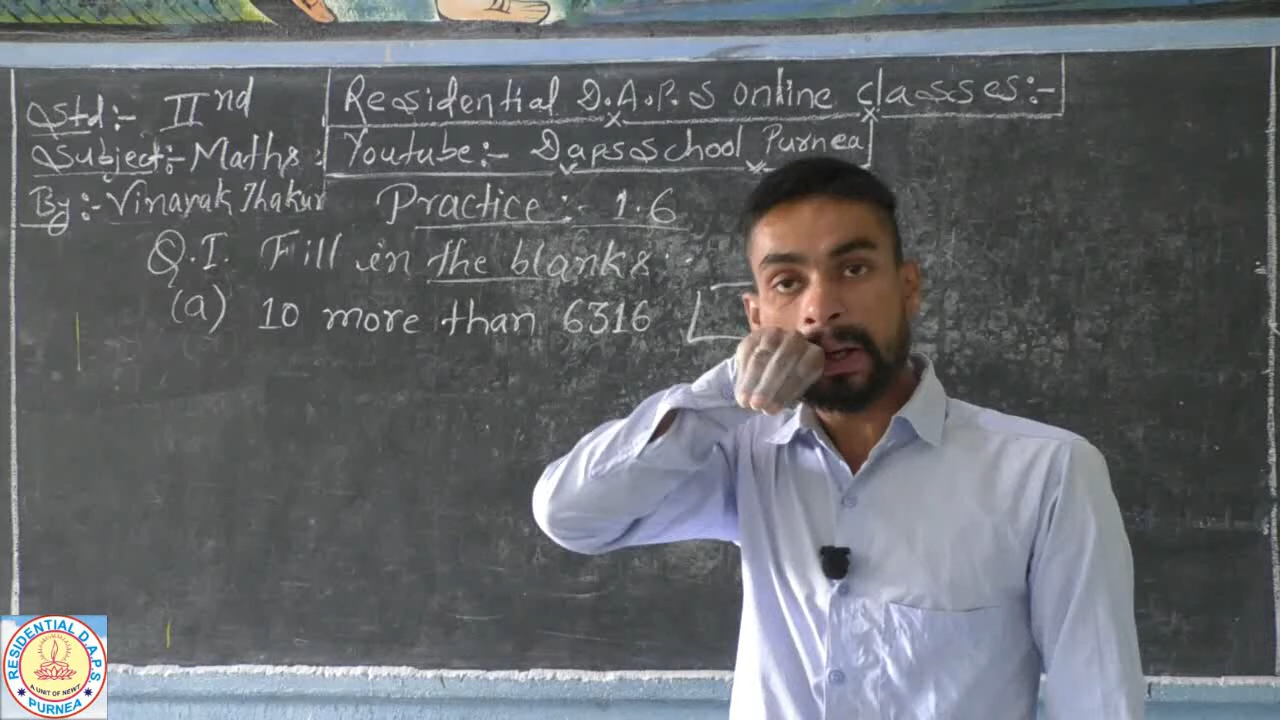 Std:- IInd
Residential D.A.P.S online classes:-
Subject:- Maths:
Youtube:- Dapsschool Purnea
By:- Vinayak Thakur
Practice:- 1.6
Q.I. Fill in the blanks:-
(a) 10 more than 6316
RESIDENTIAL D.A.P.S
PURNEA